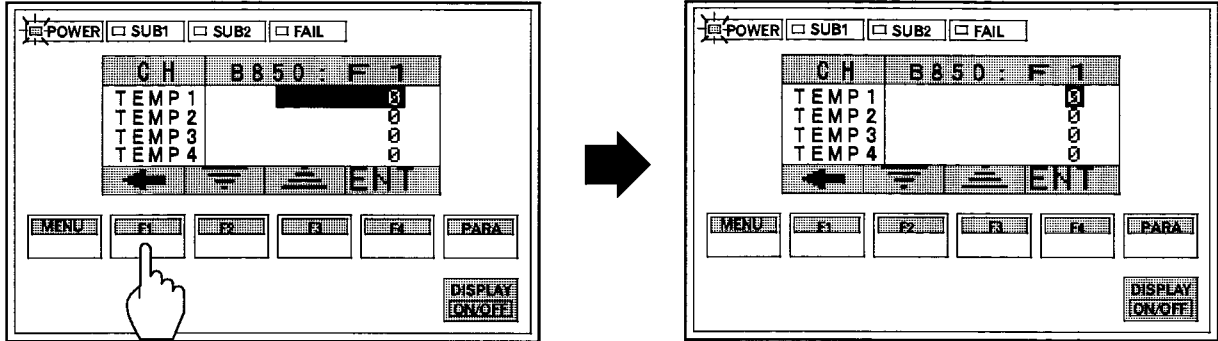 POWER SUB1 SUB2 FAIL
CH B850: F 1
TEMP1 0
TEMP2 0
TEMP3 0
TEMP4 0
ENT
MENU F1 F2 F3 F4 PARA
DISPLAY
ON/OFF
POWER SUB1 SUB2 FAIL
CH B850: F 1
TEMP1 0
TEMP2 0
TEMP3 0
TEMP4 0
ENT
MENU F1 F2 F3 F4 PARA
DISPLAY
ON/OFF